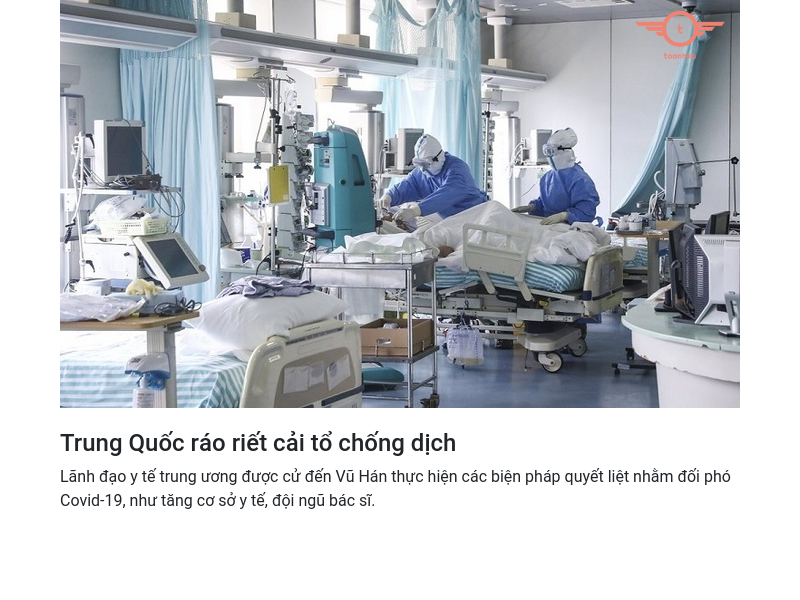 Trung Quốc ráo riết cải tổ chống dịch
Lãnh đạo y tế trung ương được cử đến Vũ Hán thực hiện các biện pháp quyết liệt nhằm đối phó
Covid-19, như tăng cơ sở y tế, đội ngũ bác sĩ.